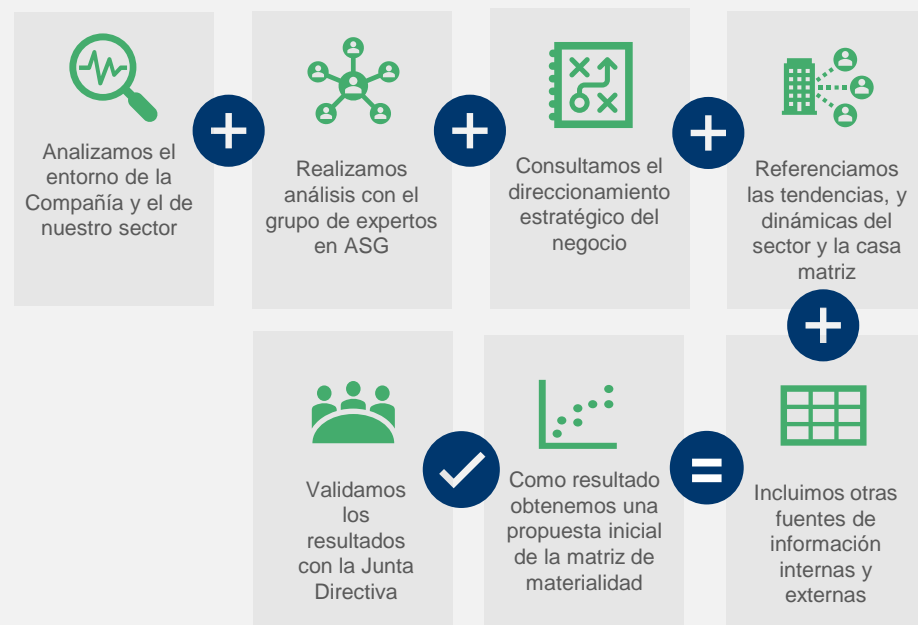 Analizamos el
entorno de la
Compañía y el de
nuestro sector
Realizamos
análisis con el
grupo de expertos
en ASG
Consultamos el
direccionamiento
estratégico del
negocio
Referenciamos
las tendencias, y
dinámicas del
sector y la casa
matriz
Incluimos otras
fuentes de
información
internas y
externas
Como resultado
obtenemos una
propuesta inicial
de la matriz de
materialidad
Validamos
los
resultados
con la Junta
Directiva